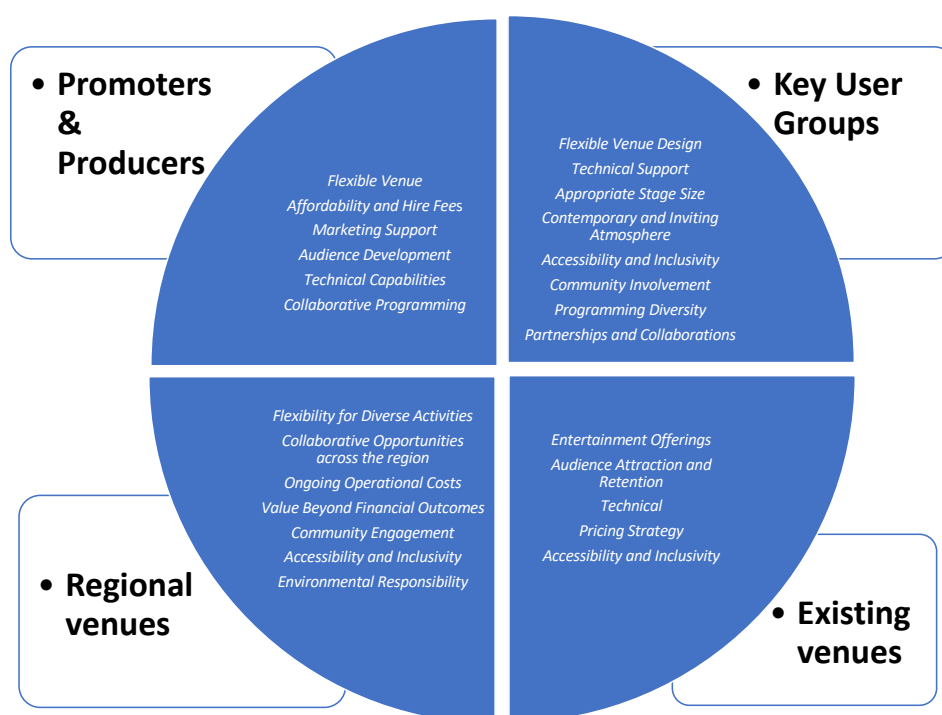 • Promoters
&
Producers
Flexible Venue
Affordability and Hire Fees
Marketing Support
Audience Development
Technical Capabilities
Collaborative Programming
• Key User
Groups
Flexible Venue Design
Technical Support
Appropriate Stage Size
Contemporary and Inviting
Atmosphere
Accessibility and Inclusivity
Community Involvement
Programming Diversity
Partnerships and Collaborations
• Regional
venues
Flexibility for Diverse Activities
Collaborative Opportunities
across the region
Ongoing Operational Costs
Value Beyond Financial Outcomes
Community Engagement
Accessibility and Inclusivity
Environmental Responsibility
• Existing
venues
Entertainment Offerings
Audience Attraction and
Retention
Technical
Pricing Strategy
Accessibility and Inclusivity